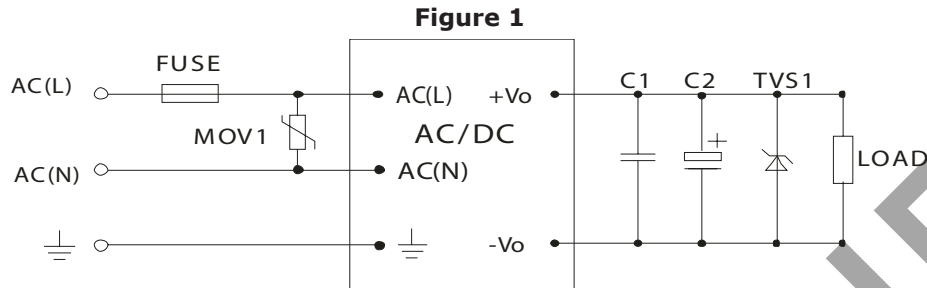 Figure 1
FUSE
AC(L)
MOV1
AC(N)
AC(L)
+Vo
AC/DC
AC(N)
-Vo
C1
C2
TVS1
+
LOAD